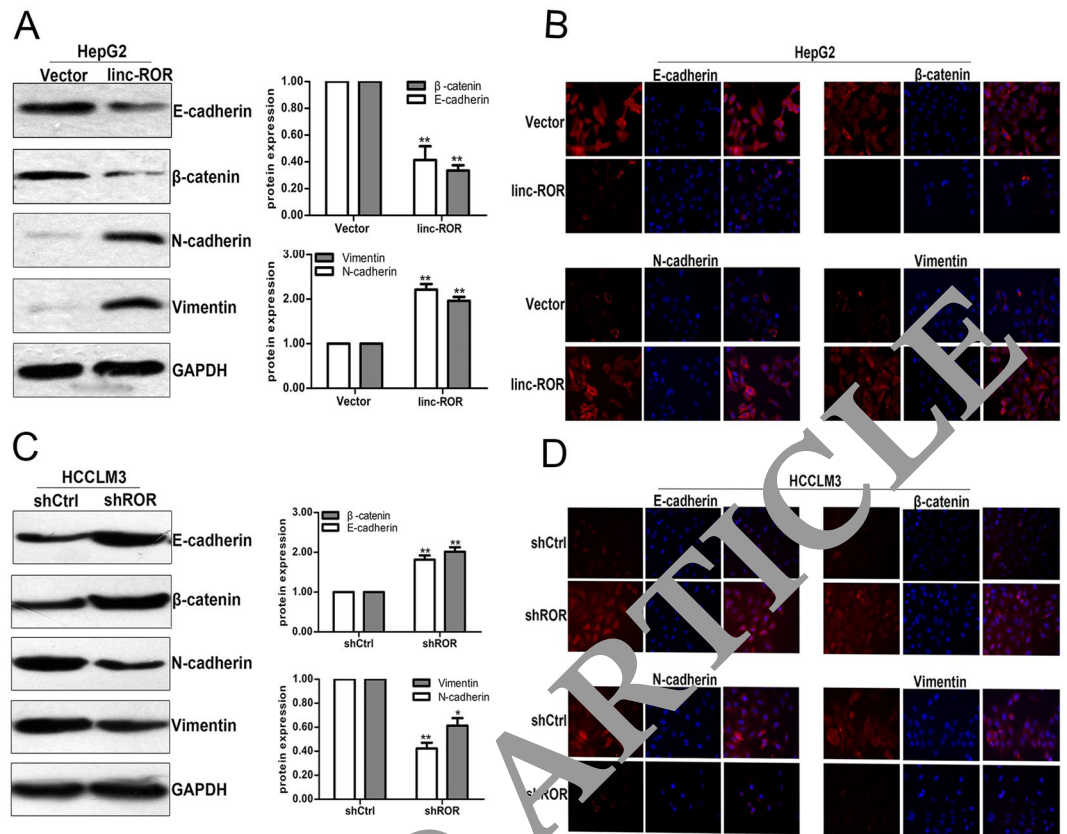 A
HepG2
Vector linc-ROR
E-cadherin
β-catenin
N-cadherin
Vimentin
GAPDH
protein expression
1.00
0.80
0.60
0.40
0.20
0.00
β-catenin
E-cadherin
**
**
Vector linc-ROR
protein expression
3.00
2.00
1.00
0.00
Vimentin
N-cadherin
**
**
Vector linc-ROR
B
HepG2
E-cadherin β-catenin
Vector
linc-ROR
N-cadherin Vimentin
Vector
linc-ROR
C
HCCLM3
shCtrl shROR
E-cadherin
β-catenin
N-cadherin
Vimentin
GAPDH
protein expression
3.00
2.00
1.00
0.00
β-catenin
E-cadherin
**
**
shCtrl shROR
protein expression
1.00
0.80
0.60
0.40
0.20
0.00
Vimentin
N-cadherin
**
*
shCtrl shROR
D
HCCLM3
E-cadherin β-catenin
shCtrl
shROR
N-cadherin Vimentin
shCtrl
shROR
ARTICLE